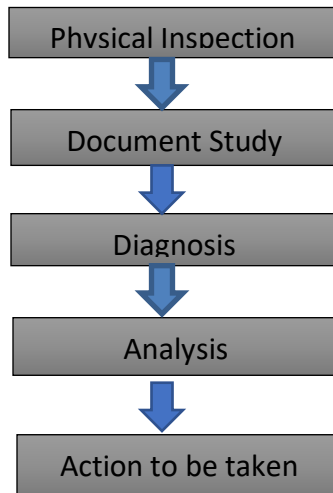 Physical Inspection
Document Study
Diagnosis
Analysis
Action to be taken